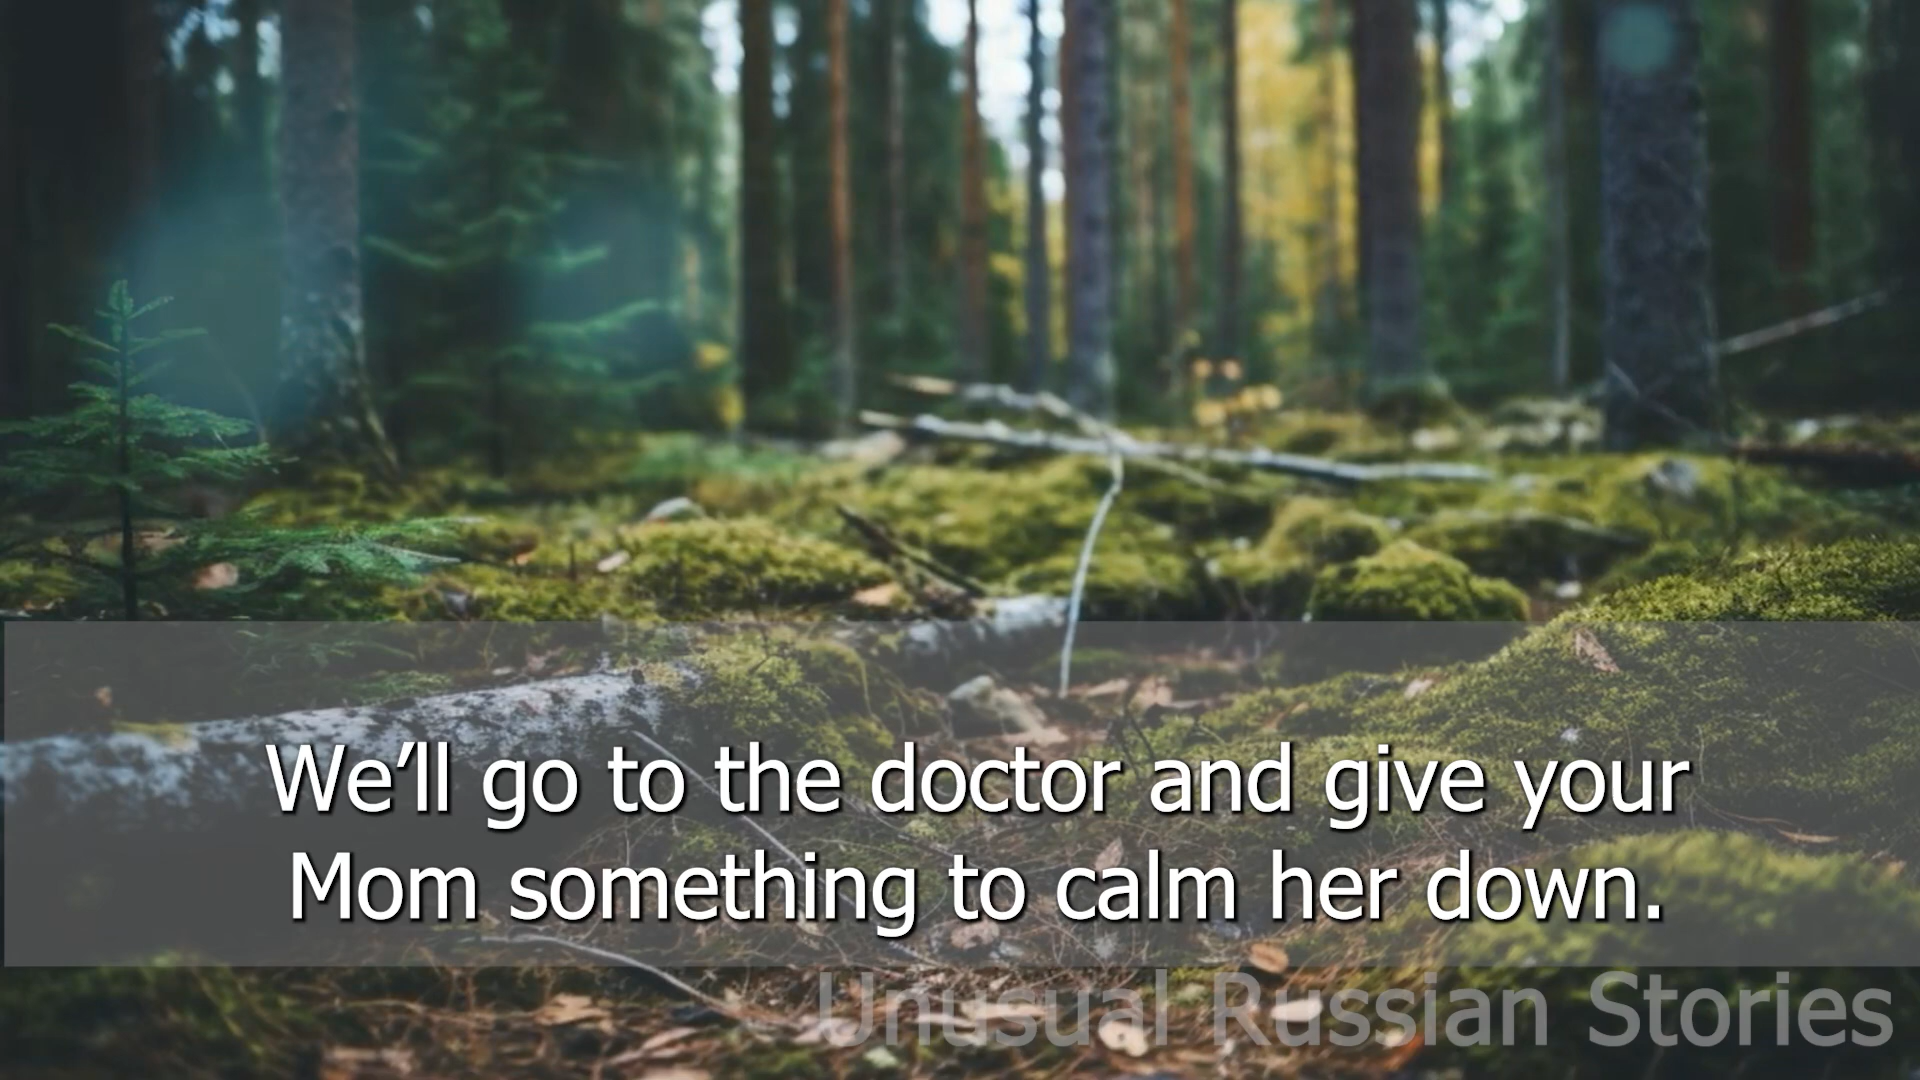 We’ll go to the doctor and give your
Mom something to calm her down.
Unusual Russian Stories